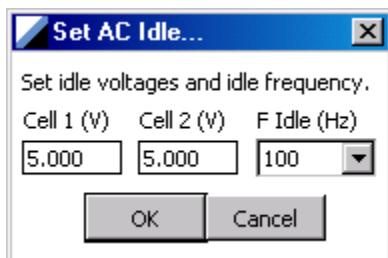 Set AC Idle...
Set idle voltages and idle frequency.
Cell 1 (V) Cell 2 (V) F Idle (Hz)
5.000 5.000 100
OK Cancel